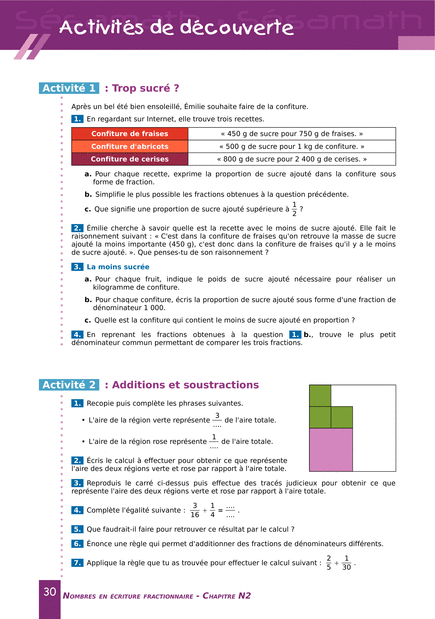 Sésamath Sésamath
Activités de découverte
Activité 1 : Trop sucré ?
Après un bel été bien ensoleillé, Émilie souhaite faire de la confiture.
1. En regardant sur Internet, elle trouve trois recettes.
Confiture de fraises « 450 g de sucre pour 750 g de fraises. »
Confiture d'abricots « 500 g de sucre pour 1 kg de confiture. »
Confiture de cerises « 800 g de sucre pour 2 400 g de cerises. »
a. Pour chaque recette, exprime la proportion de sucre ajouté dans la confiture sous
forme de fraction.
b. Simplifie le plus possible les fractions obtenues à la question précédente.
c. Que signifie une proportion de sucre ajouté supérieure à 1/2 ?
2. Émilie cherche à savoir quelle est la recette avec le moins de sucre ajouté. Elle fait le
raisonnement suivant : « C'est dans la confiture de fraises qu'on retrouve la masse de sucre
ajouté la moins importante (450 g), c'est donc dans la confiture de fraises qu'il y a le moins
de sucre ajouté. ». Que penses-tu de son raisonnement ?
3. La moins sucrée
a. Pour chaque fruit, indique le poids de sucre ajouté nécessaire pour réaliser un
kilogramme de confiture.
b. Pour chaque confiture, écris la proportion de sucre ajouté sous forme d'une fraction de
dénominateur 1 000.
c. Quelle est la confiture qui contient le moins de sucre ajouté en proportion ?
4. En reprenant les fractions obtenues à la question 1. b., trouve le plus petit
dénominateur commun permettant de comparer les trois fractions.
Activité 2 : Additions et soustractions
1. Recopie puis complète les phrases suivantes.
• L'aire de la région verte représente 3/.... de l'aire totale.
• L'aire de la région rose représente 1/.... de l'aire totale.
2. Écris le calcul à effectuer pour obtenir ce que représente
l'aire des deux régions verte et rose par rapport à l'aire totale.
3. Reproduis le carré ci-dessus puis effectue des tracés judicieux pour obtenir ce que
représente l'aire des deux régions verte et rose par rapport à l'aire totale.
4. Complète l'égalité suivante : 3/16 + 1/4 = ..../....
5. Que faudrait-il faire pour retrouver ce résultat par le calcul ?
6. Énonce une règle qui permet d'additionner des fractions de dénominateurs différents.
7. Applique la règle que tu as trouvée pour effectuer le calcul suivant : 2/5 + 1/30 .
30 Nombres en écriture fractionnaire - Chapitre N2